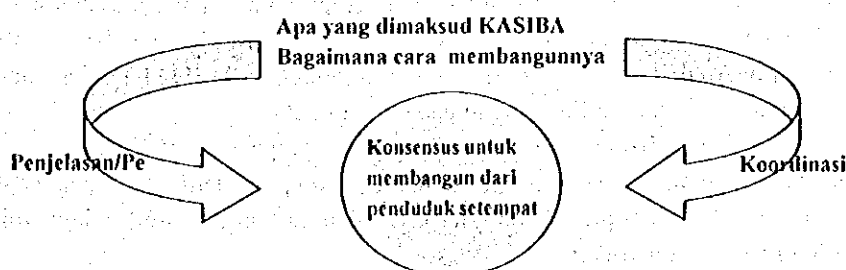 Apa yang dimaksud KASIBA
Bagaimana cara membangunnya
Penjelasan/Pe
Konsensus untuk
membangun dari
penduduk setempat
Koordinasi